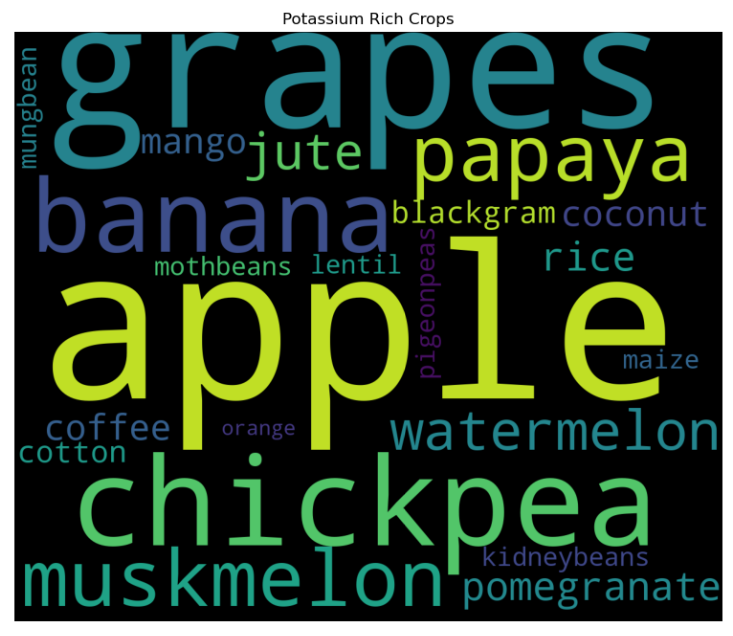 Potassium Rich Crops
grapes
mungbean
mango
jute
papaya
banana
blackgram
coconut
mothbeans
lentil
pigeonpeas
rice
apple
maize
coffee
orange
watermelon
cotton
chickpea
muskmelon
kidneybeans
pomegranate